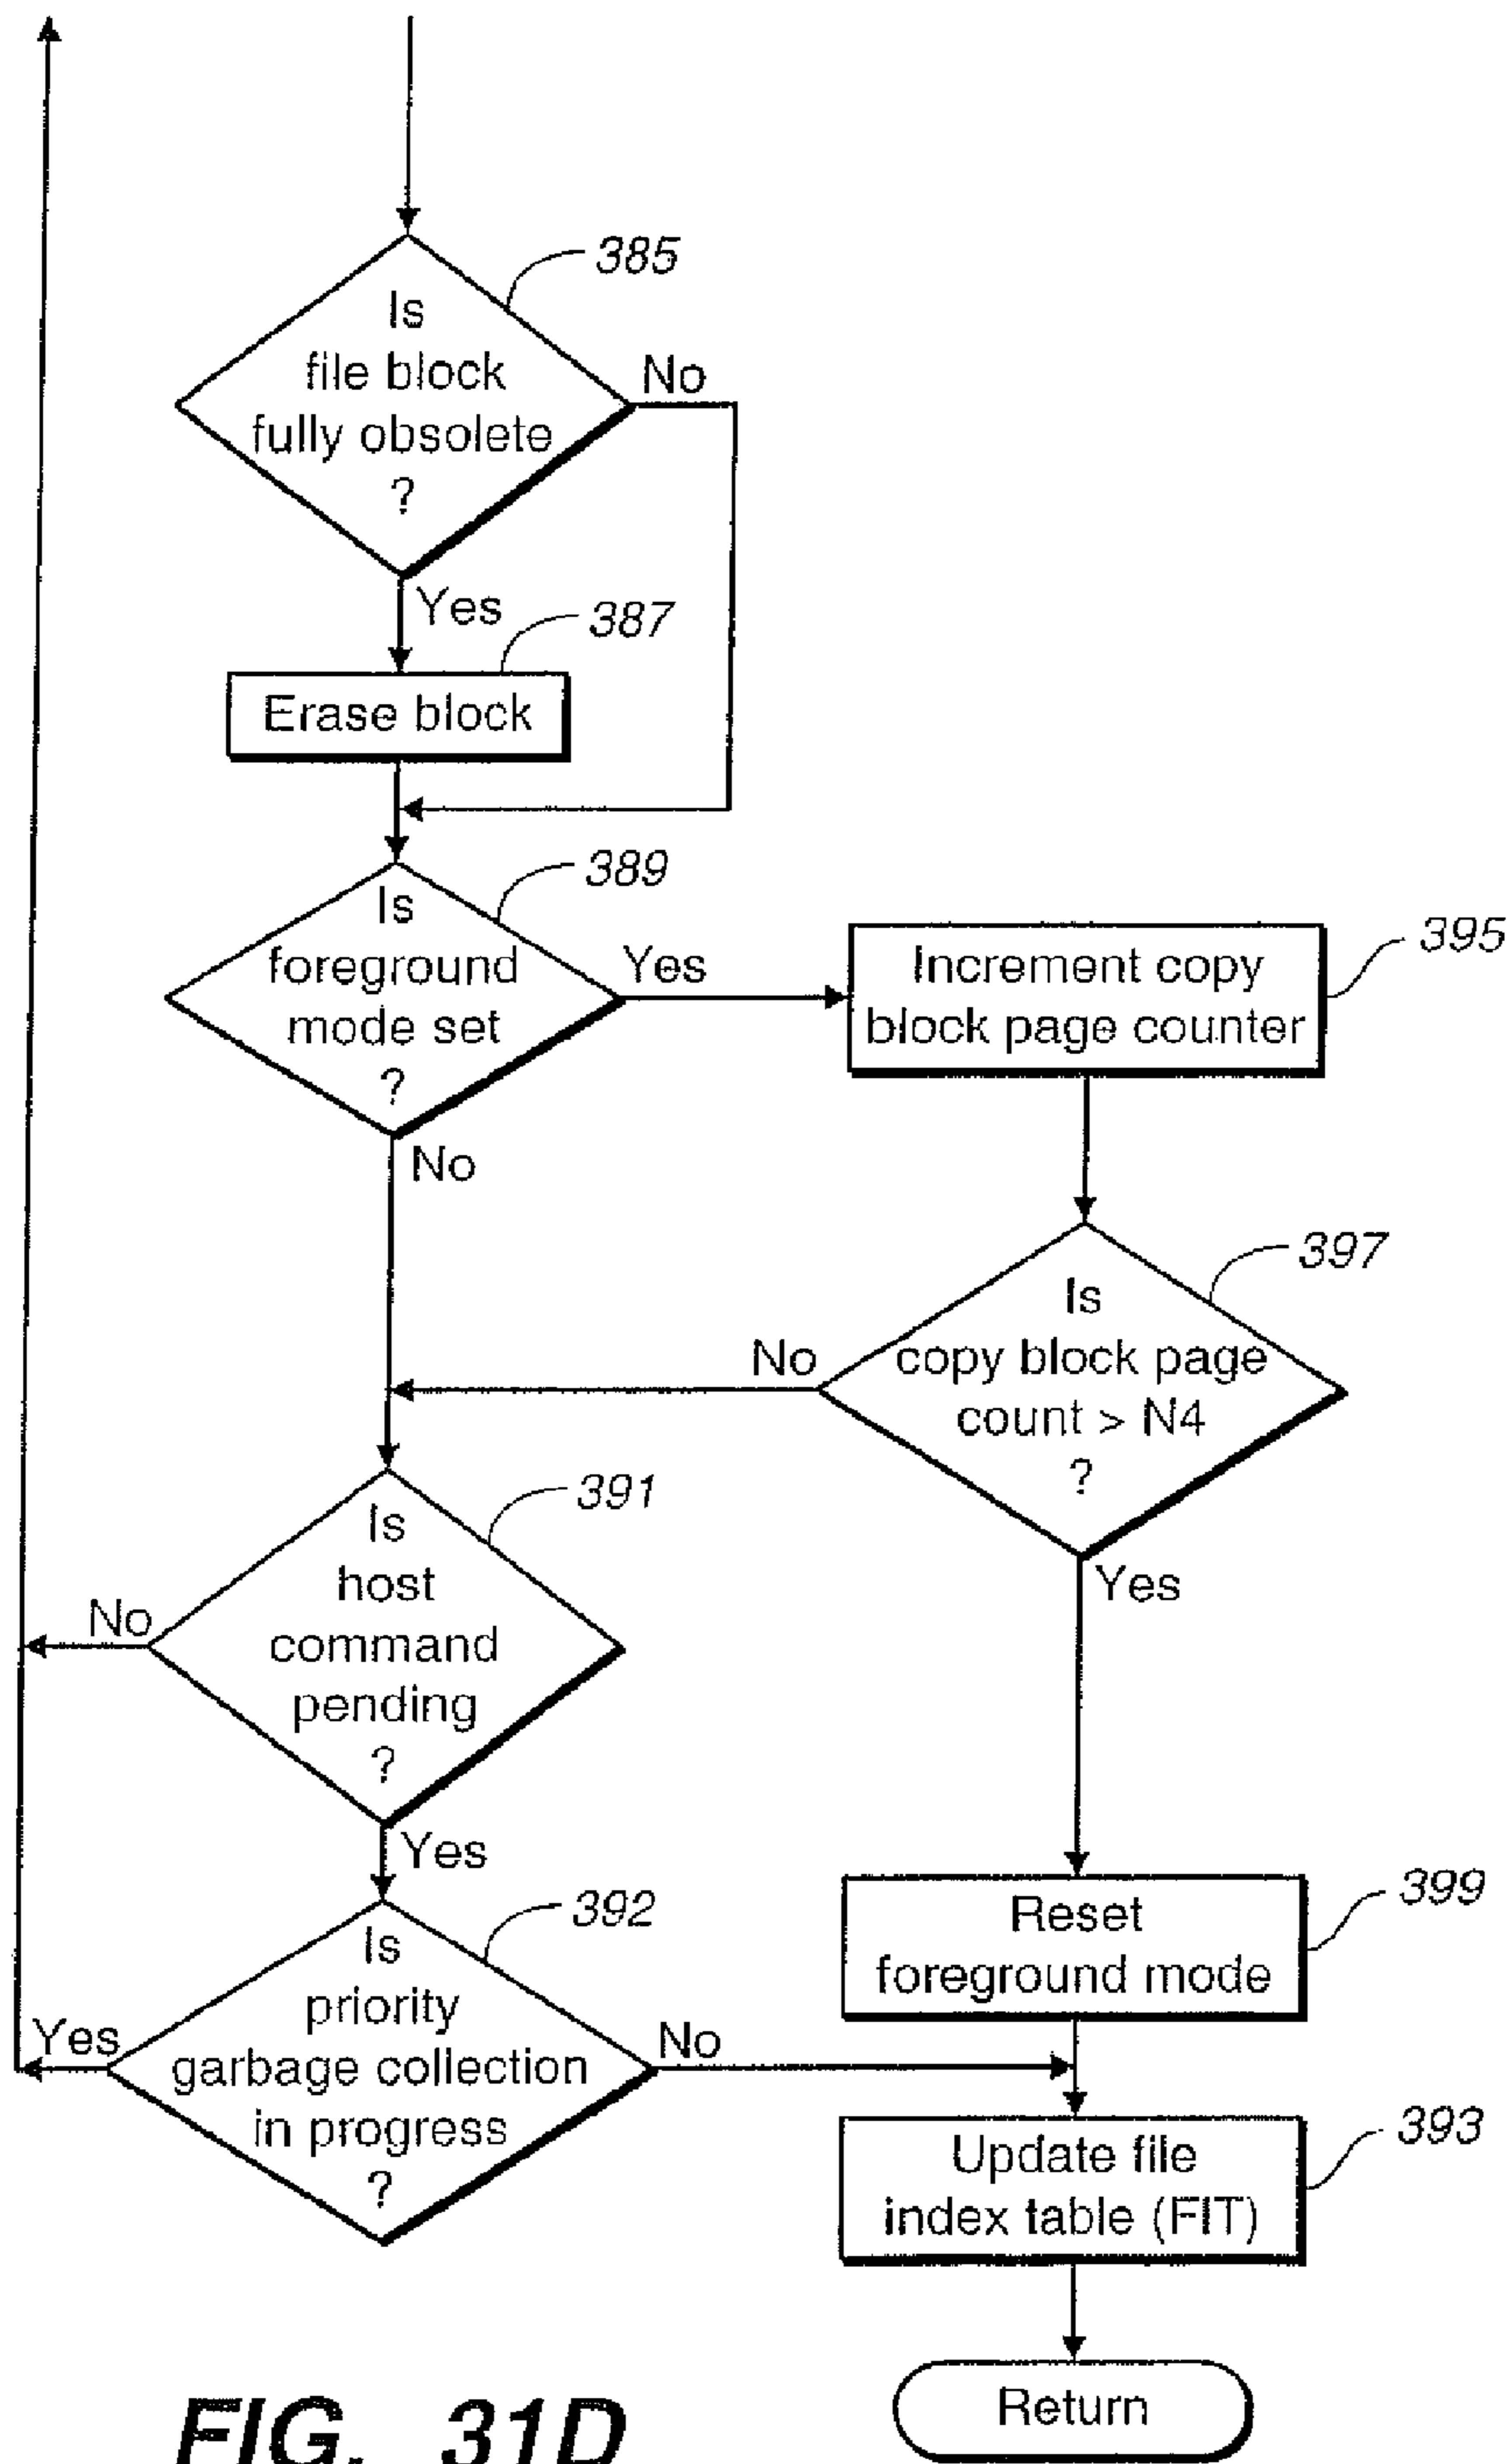 385
Is
file block
fully obsolete
?
No
Yes
387
Erase block
389
Is
foreground
mode set
?
Yes
No
395
Increment copy
block page counter
397
Is
copy block page
count > N4
?
No
Yes
391
Is
host
command
pending
?
No
Yes
392
Is
priority
garbage collection
in progress
?
Yes
No
399
Reset
foreground mode
393
Update file
index table (FIT)
Return
FIG. 31D